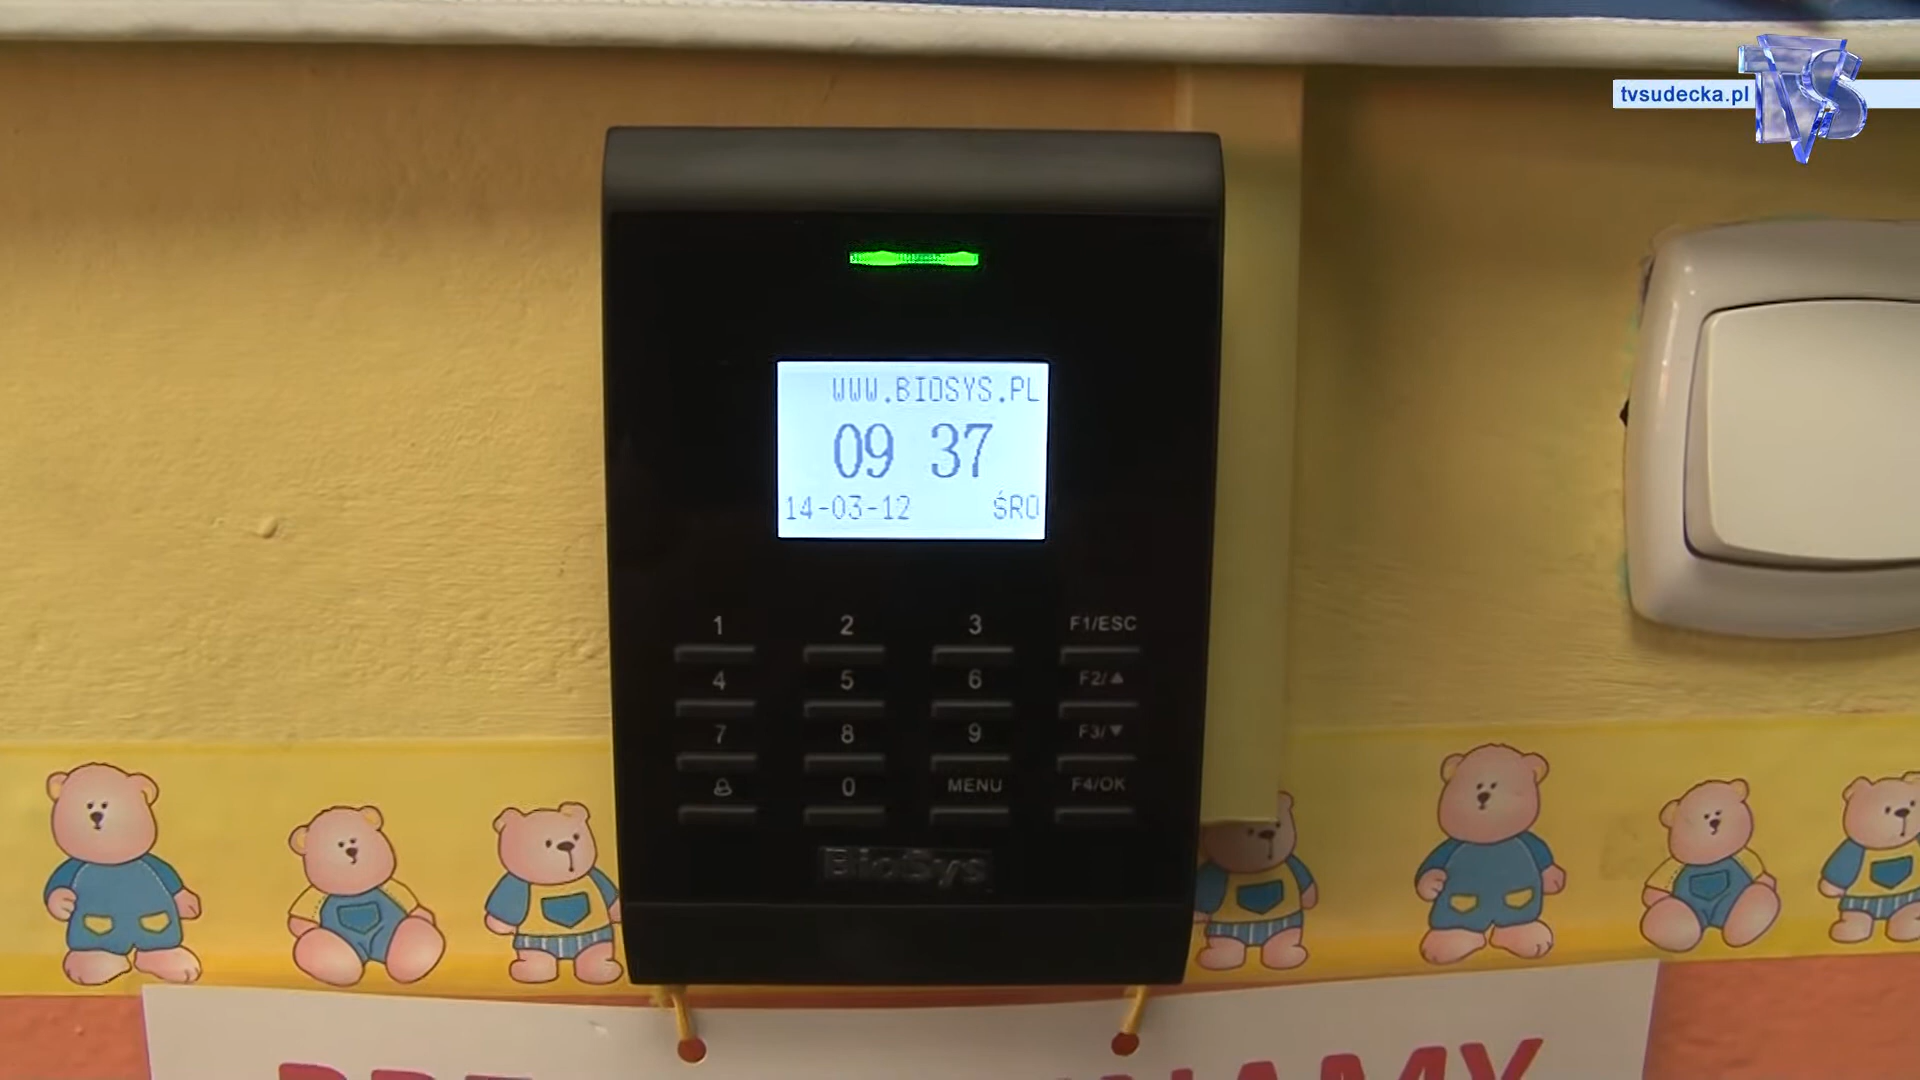 tvsudecka.pl
TVS
WWW.BIOSYS.PL
09 37
14-03-12 ŚRO
1 2 3 F1/ESC
4 5 6 F2/▲
7 8 9 F3/▼
0 MENU F4/OK
BioSys